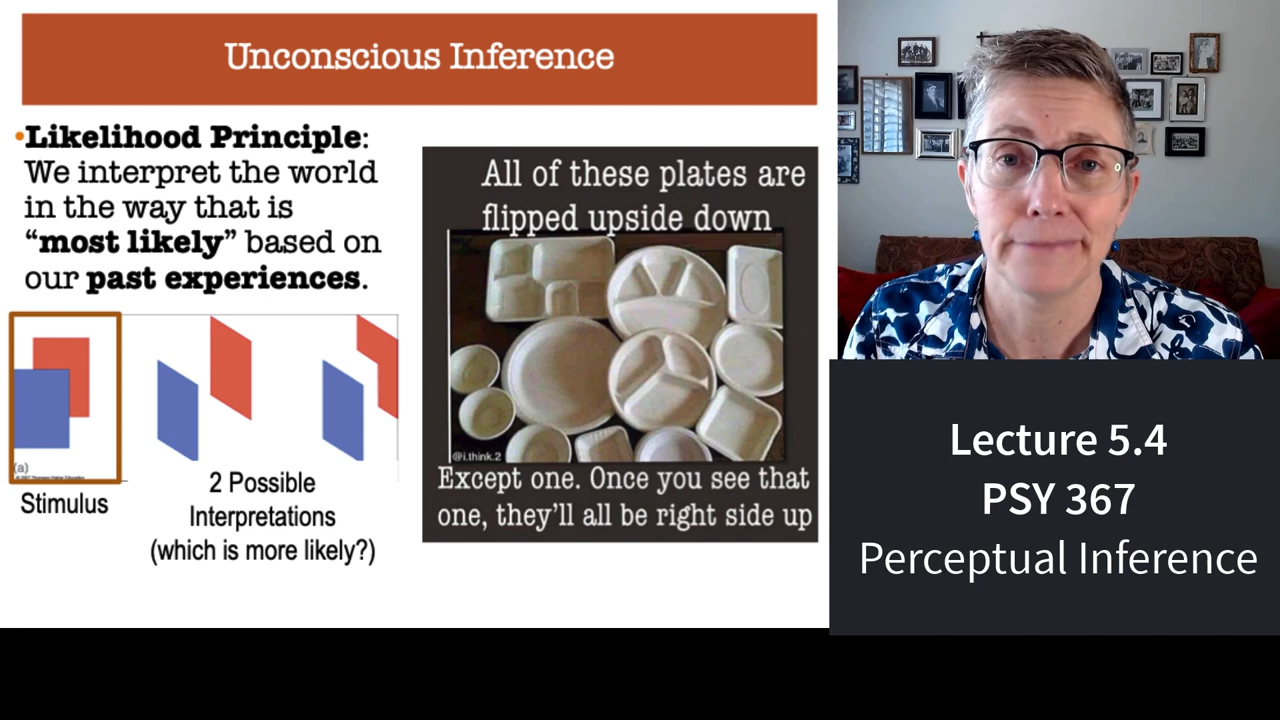 Unconscious Inference
•Likelihood Principle:
We interpret the world
in the way that is
“most likely” based on
our past experiences.
(a)
Stimulus
2 Possible
Interpretations
(which is more likely?)
All of these plates are
flipped upside down
@i.think.2
Except one. Once you see that
one, they’ll all be right side up
Lecture 5.4
PSY 367
Perceptual Inference